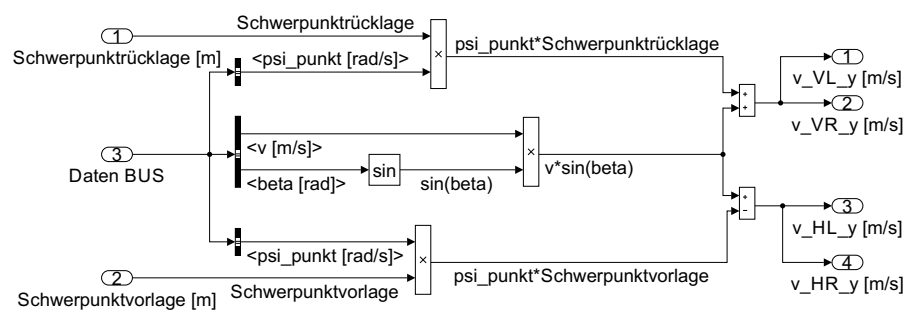 Schwerpunktrücklage
1
Schwerpunktrücklage [m]
<psi_punkt [rad/s]>
×
psi_punkt*Schwerpunktrücklage
+
+
1
v_VL_y [m/s]
2
v_VR_y [m/s]
3
Daten BUS
<v [m/s]>
<beta [rad]>
sin
sin(beta)
×
v*sin(beta)
+
−
3
v_HL_y [m/s]
4
v_HR_y [m/s]
<psi_punkt [rad/s]>
×
psi_punkt*Schwerpunktvorlage
2
Schwerpunktvorlage [m]
Schwerpunktvorlage